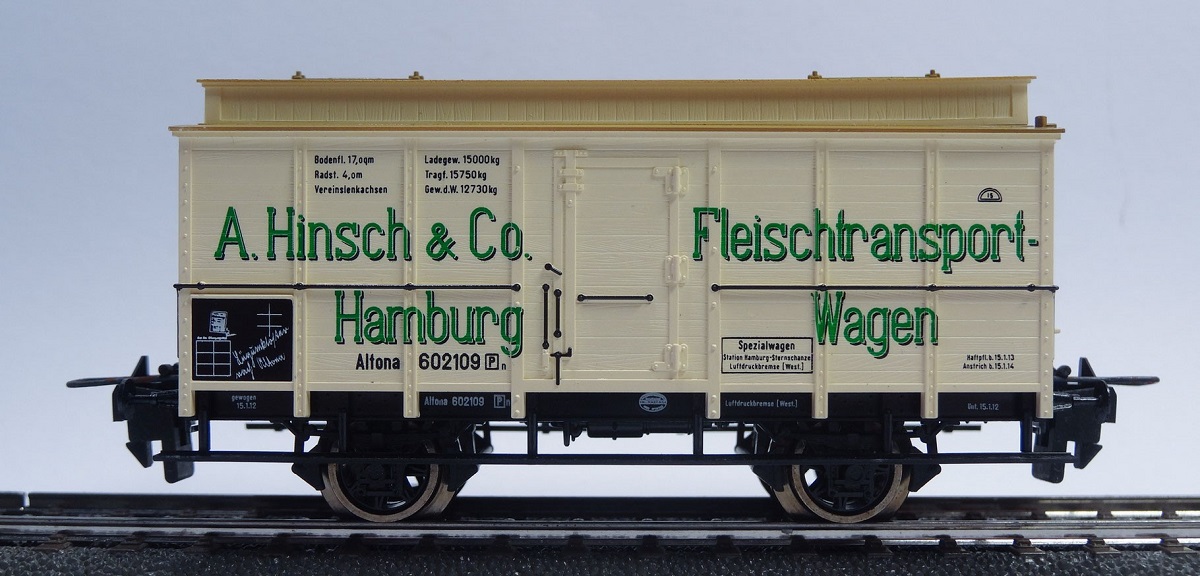 Bodenfl. 17,oqm
Radst. 4,om
Vereinslenkachsen
Ladegew. 15000kg
Tragf. 15750kg
Gew.d.W. 12730kg
A. Hinsch & Co.
Hamburg
Altona 602109 P n
Fleischtransport-
Wagen
Spezialwagen
Station Hamburg-Sternschanze
Luftdruckbremse [West.]
Haftpfl.b.15.1.13
Anstrich b.15.1.14
gewogen
15.1.12
Altona 602109 P n
Luftdruckbremse [West.]
Unt. 15.1.12